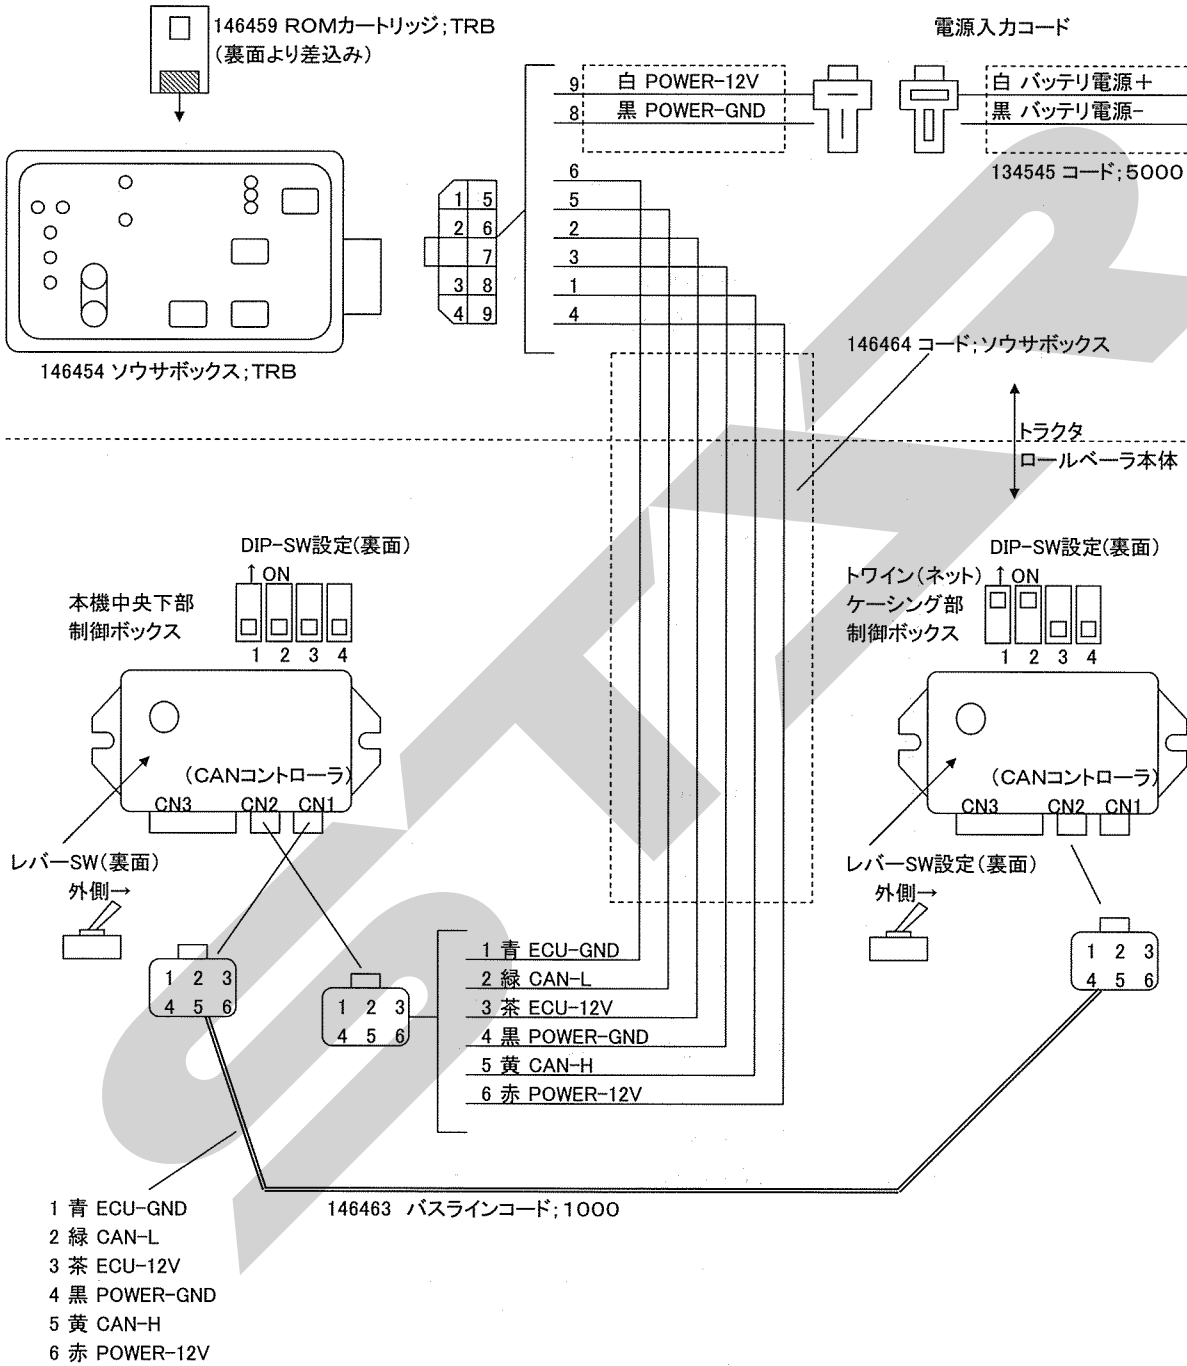 146459 ROMカートリッジ;TRB
(裏面より差込み)
電源入力コード
9 白 POWER-12V
8 黒 POWER-GND
白 バッテリ電源+
黒 バッテリ電源-
134545 コード;5000
6
5
2
3
1
4
1 5
2 6
7
3 8
4 9
146454 ソウサボックス;TRB
146464 コード;ソウサボックス
トラクタ
ロールベーラ本体
DIP-SW設定(裏面)
↑ ON
本機中央下部
制御ボックス
1 2 3 4
(CANコントローラ)
CN3 CN2 CN1
レバーSW(裏面)
外側→
DIP-SW設定(裏面)
トワイン(ネット)
ケーシング部
制御ボックス
↑ ON
1 2 3 4
(CANコントローラ)
CN3 CN2 CN1
レバーSW設定(裏面)
外側→
1 2 3
4 5 6
1 2 3
4 5 6
1 2 3
4 5 6
1 青 ECU-GND
2 緑 CAN-L
3 茶 ECU-12V
4 黒 POWER-GND
5 黄 CAN-H
6 赤 POWER-12V
146463 バスラインコード;1000
1 青 ECU-GND
2 緑 CAN-L
3 茶 ECU-12V
4 黒 POWER-GND
5 黄 CAN-H
6 赤 POWER-12V
STAR